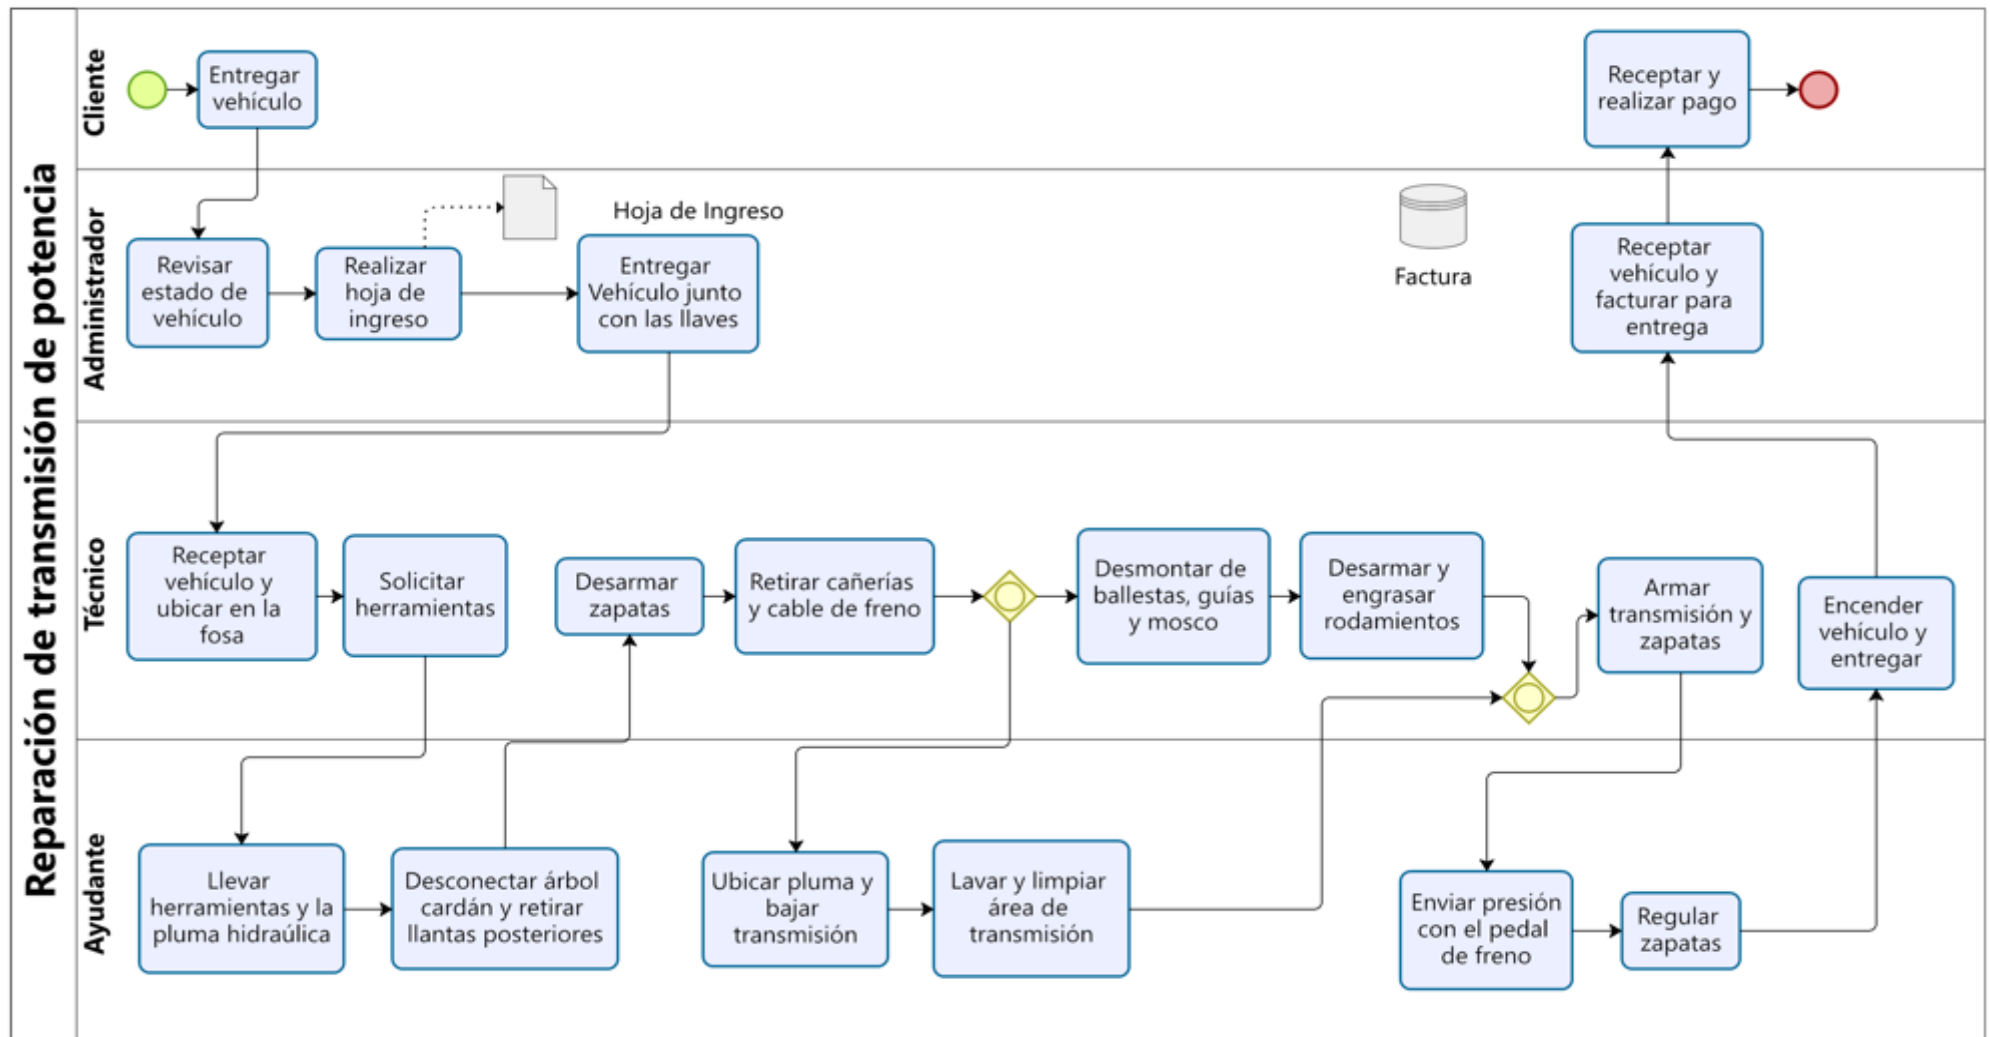 Reparación de transmisión de potencia
Cliente
Entregar
vehículo
Receptar y
realizar pago
Administrador
Revisar
estado de
vehículo
Realizar
hoja de
ingreso
Hoja de Ingreso
Entregar
Vehículo junto
con las llaves
Factura
Receptar
vehículo y
facturar para
entrega
Técnico
Receptar
vehículo y
ubicar en la
fosa
Solicitar
herramientas
Desarmar
zapatas
Retirar cañerías
y cable de freno
Desmontar de
ballestas, guías
y mosco
Desarmar y
engrasar
rodamientos
Armar
transmisión y
zapatas
Encender
vehículo y
entregar
Ayudante
Llevar
herramientas y la
pluma hidraúlica
Desconectar árbol
cardán y retirar
llantas posteriores
Ubicar pluma y
bajar
transmisión
Lavar y limpiar
área de
transmisión
Enviar presión
con el pedal
de freno
Regular
zapatas